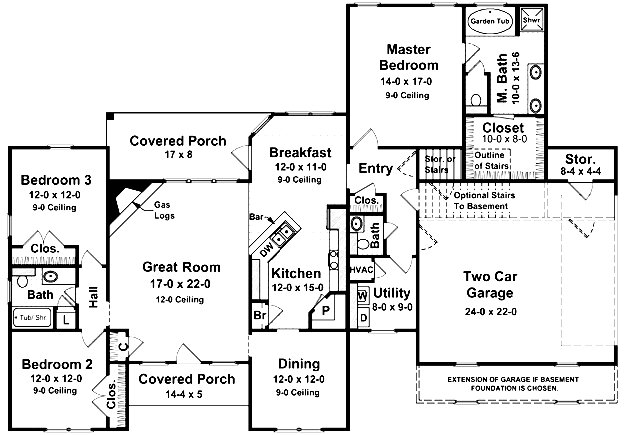 Garden Tub
Shwr
Master
Bedroom
14-0 x 17-0
9-0 Ceiling
M. Bath
10-0 x 13-6
Closet
10-0 x 8-0
Covered Porch
17 x 8
Breakfast
12-0 x 11-0
9-0 Ceiling
Entry
Stor. or
Stairs
Outline
of Stairs
Stor.
8-4 x 4-4
Bedroom 3
12-0 x 12-0
9-0 Ceiling
Gas
Logs
Clos.
Optional Stairs
To Basement
Bar
Bath
Clos.
DW
Great Room
17-0 x 22-0
12-0 Ceiling
Kitchen
12-0 x 15-0
HVAC
Two Car
Garage
24-0 x 22-0
Bath
Hall
Utility
8-0 x 9-0
W
D
Tub/ Shr
L
Br
P
C
Bedroom 2
12-0 x 12-0
9-0 Ceiling
Clos.
Covered Porch
14-4 x 5
Dining
12-0 x 12-0
9-0 Ceiling
EXTENSION OF GARAGE IF BASEMENT
FOUNDATION IS CHOSEN.